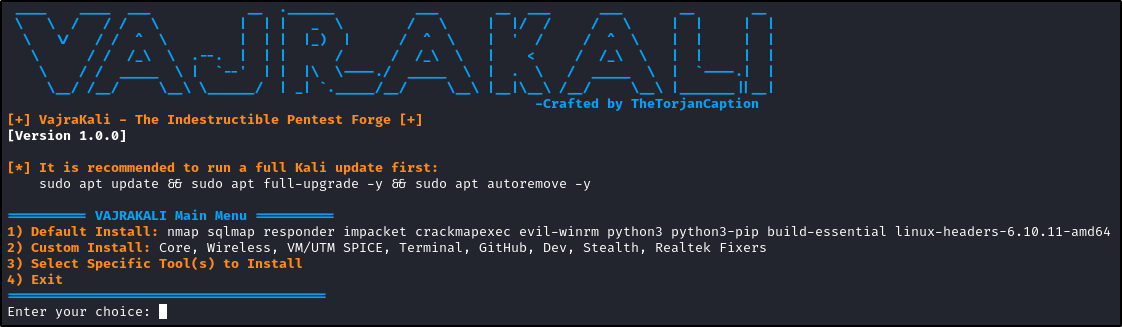 VAJRAKALI
-Crafted by TheTorjanCaption
[+] VajraKali - The Indestructible Pentest Forge [+]
[Version 1.0.0]
[*] It is recommended to run a full Kali update first:
sudo apt update && sudo apt full-upgrade -y && sudo apt autoremove -y
========== VAJRAKALI Main Menu ==========
1) Default Install: nmap sqlmap responder impacket crackmapexec evil-winrm python3 python3-pip build-essential linux-headers-6.10.11-amd64
2) Custom Install: Core, Wireless, VM/UTM SPICE, Terminal, GitHub, Dev, Stealth, Realtek Fixers
3) Select Specific Tool(s) to Install
4) Exit
========================================
Enter your choice: